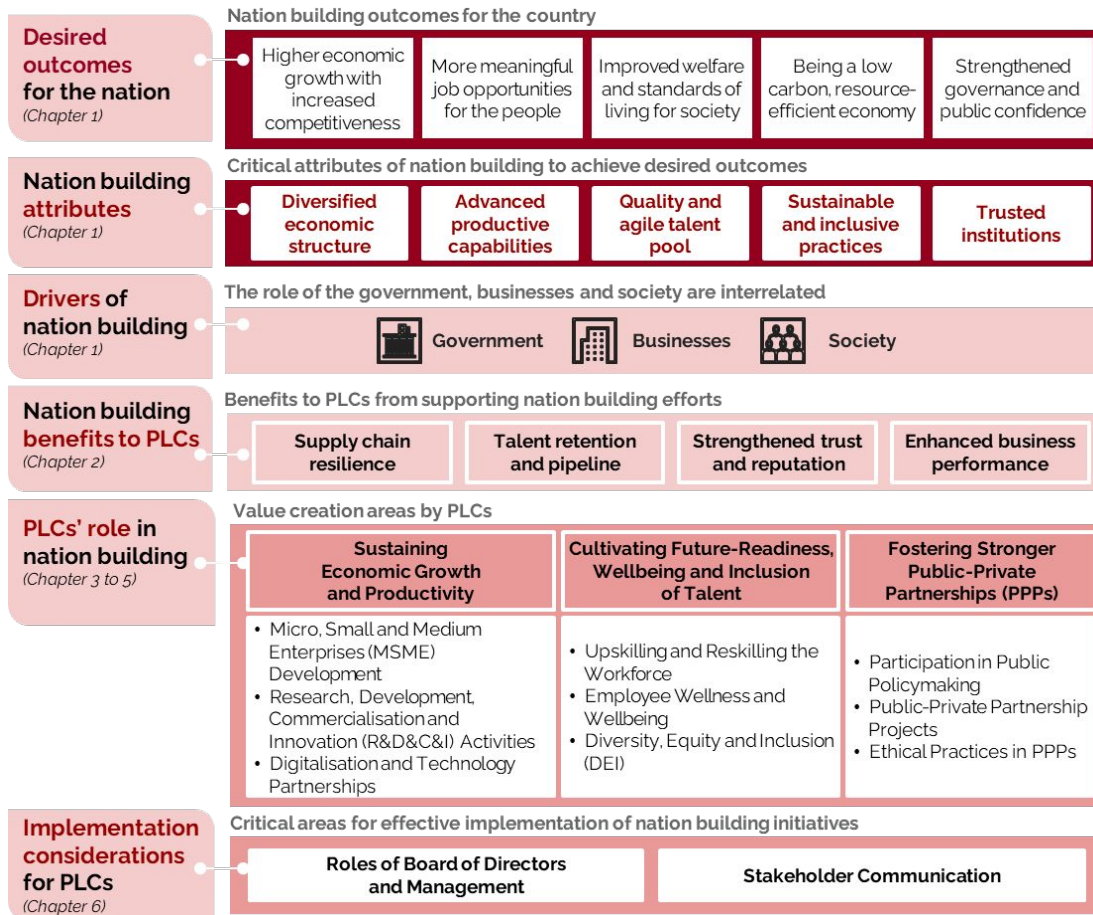 Nation building outcomes for the country
Desired
outcomes
for the nation
(Chapter 1)
Higher economic
growth with
increased
competitiveness
More meaningful
job opportunities
for the people
Improved welfare
and standards of
living for society
Being a low
carbon, resource-
efficient economy
Strengthened
governance and
public confidence
Critical attributes of nation building to achieve desired outcomes
Nation building
attributes
(Chapter 1)
Diversified
economic
structure
Advanced
productive
capabilities
Quality and
agile talent
pool
Sustainable
and inclusive
practices
Trusted
institutions
The role of the government, businesses and society are interrelated
Drivers of
nation building
(Chapter 1)
Government
Businesses
Society
Benefits to PLCs from supporting nation building efforts
Nation building
benefits to PLCs
(Chapter 2)
Supply chain
resilience
Talent retention
and pipeline
Strengthened trust
and reputation
Enhanced business
performance
Value creation areas by PLCs
PLCs' role in
nation building
(Chapter 3 to 5)
Sustaining
Economic Growth
and Productivity
• Micro, Small and Medium
Enterprises (MSME)
Development
• Research, Development,
Commercialisation and
Innovation (R&D&C&I) Activities
• Digitalisation and Technology
Partnerships
Cultivating Future-Readiness,
Wellbeing and Inclusion
of Talent
• Upskilling and Reskilling the
Workforce
• Employee Wellness and
Wellbeing
• Diversity, Equity and Inclusion
(DEI)
Fostering Stronger
Public-Private
Partnerships (PPPs)
• Participation in Public
Policymaking
• Public-Private Partnership
Projects
• Ethical Practices in PPPs
Critical areas for effective implementation of nation building initiatives
Implementation
considerations
for PLCs
(Chapter 6)
Roles of Board of Directors
and Management
Stakeholder Communication